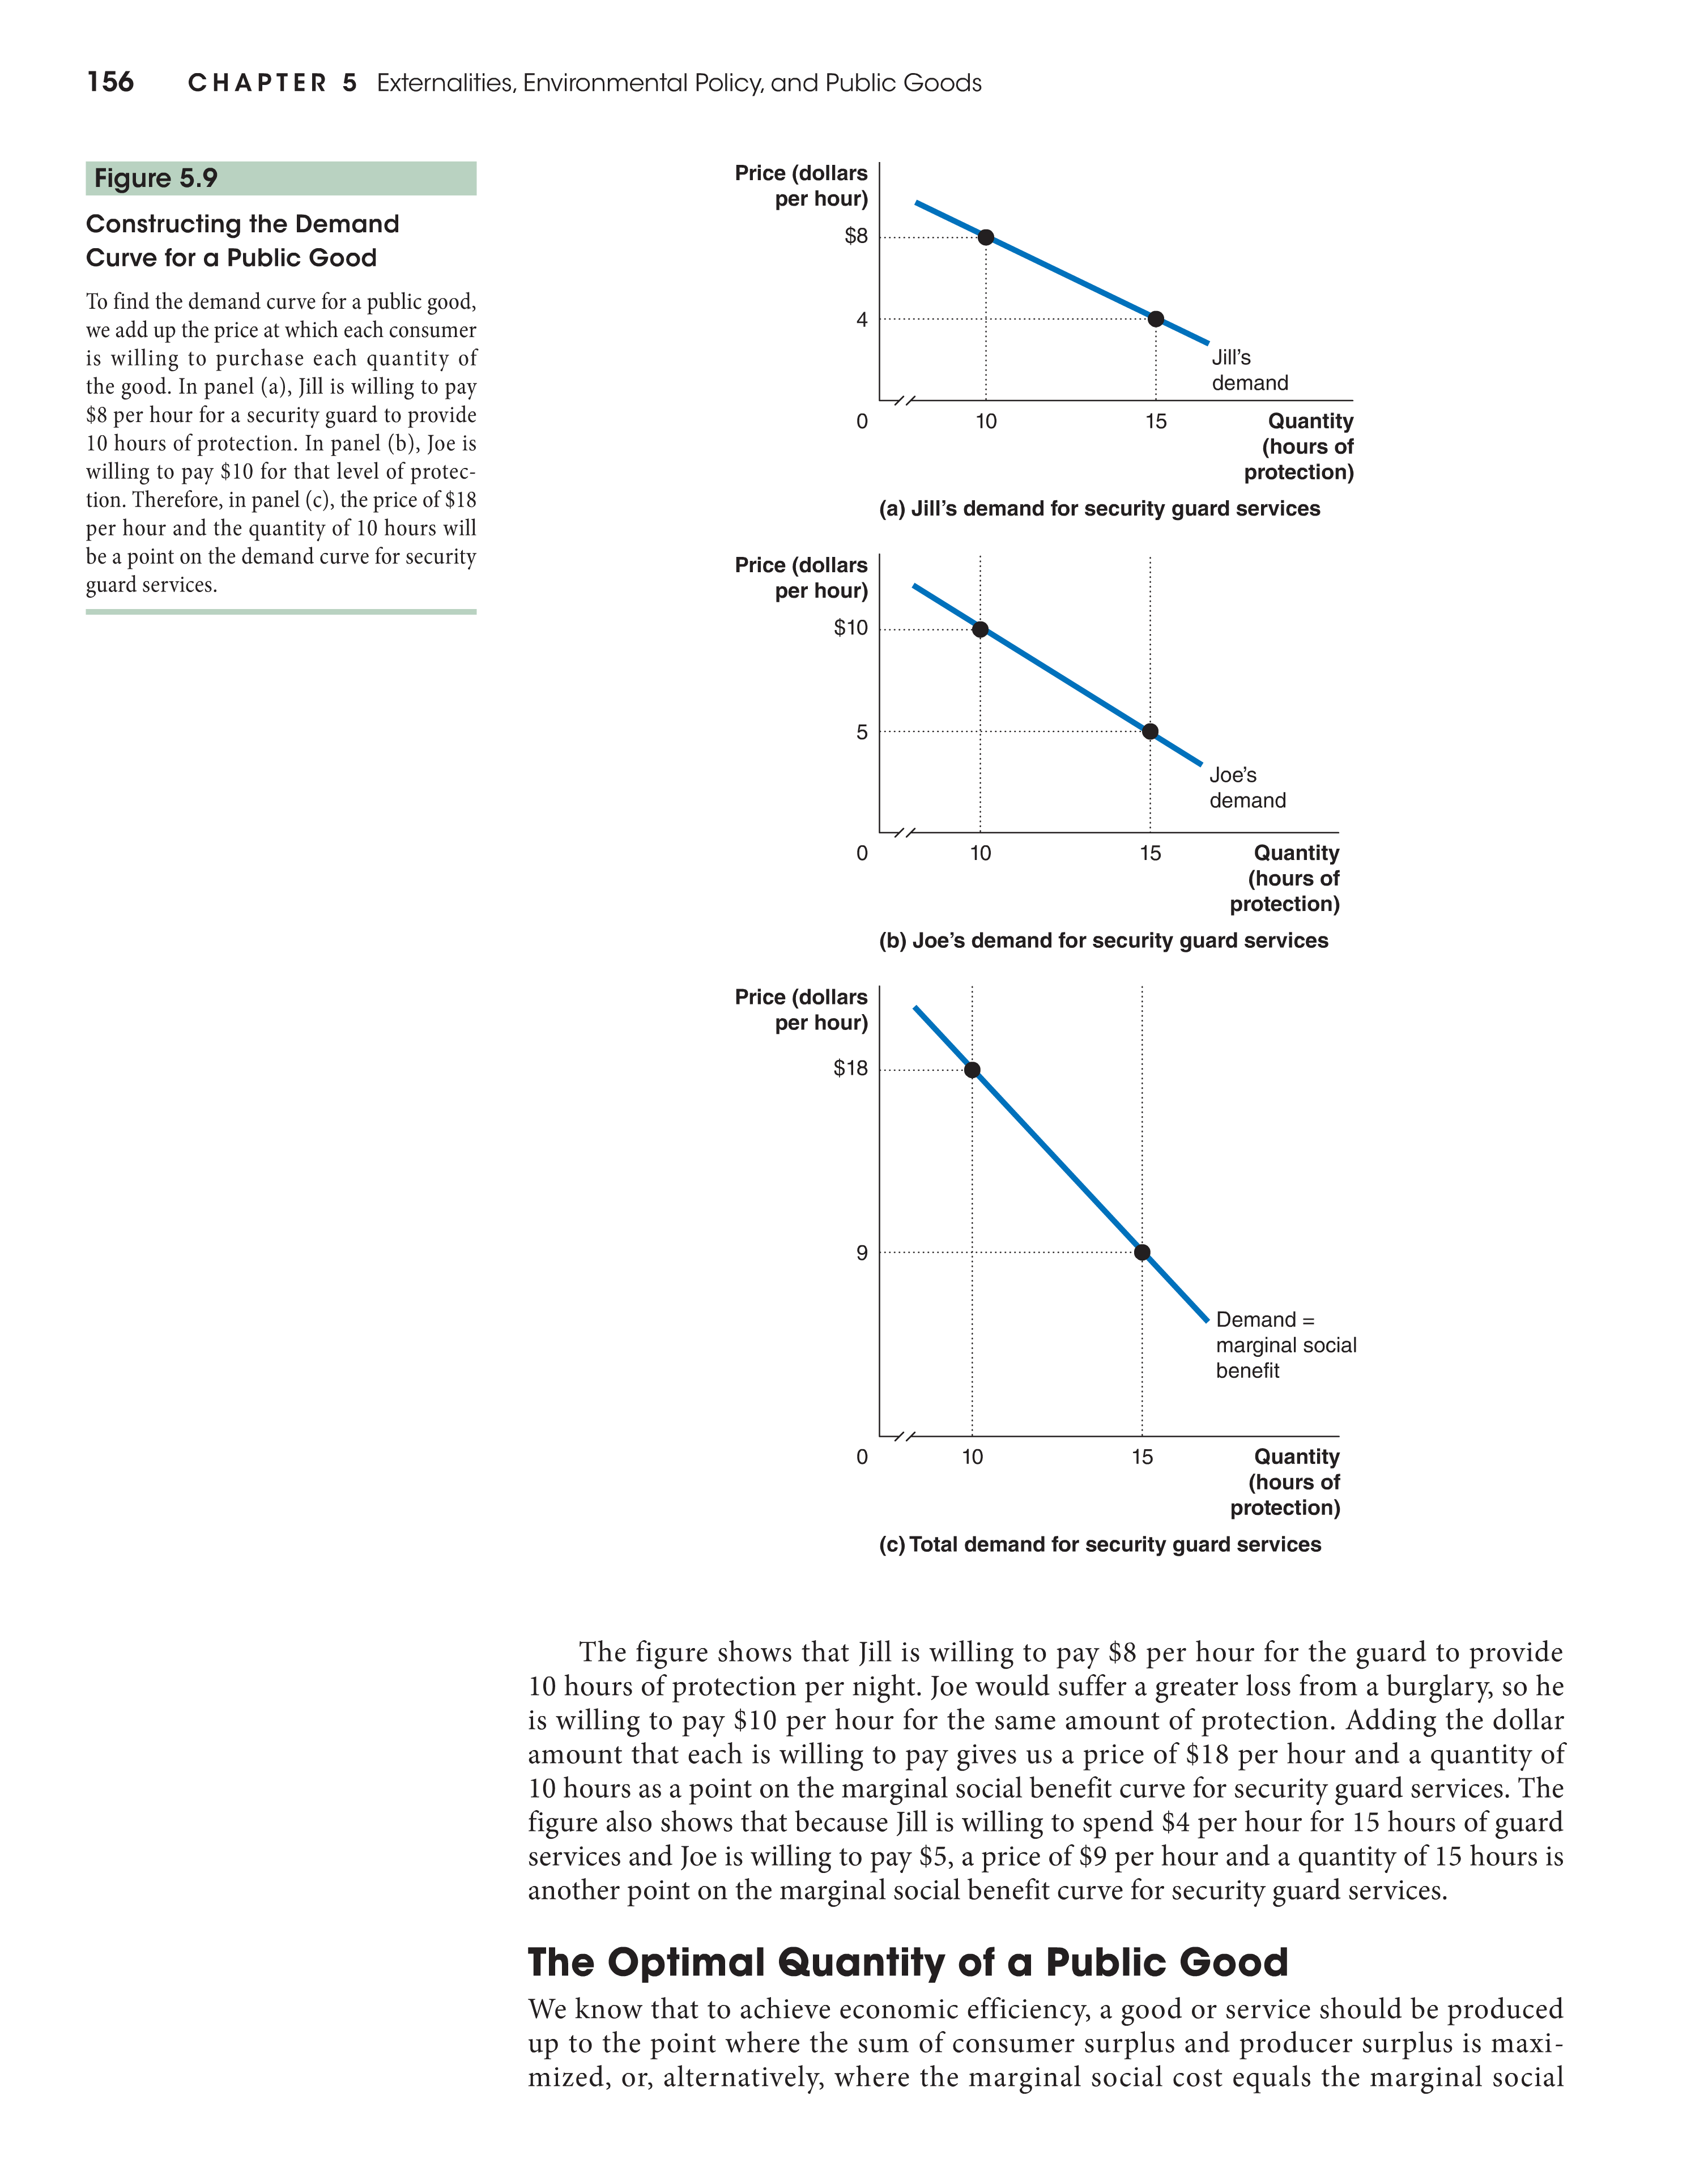 156 CHAPTER 5 Externalities, Environmental Policy, and Public Goods
Figure 5.9
Constructing the Demand
Curve for a Public Good
To find the demand curve for a public good,
we add up the price at which each consumer
is willing to purchase each quantity of
the good. In panel (a), Jill is willing to pay
$8 per hour for a security guard to provide
10 hours of protection. In panel (b), Joe is
willing to pay $10 for that level of protec-
tion. Therefore, in panel (c), the price of $18
per hour and the quantity of 10 hours will
be a point on the demand curve for security
guard services.
Price (dollars
per hour)
$8
4
Jill’s
demand
0 10 15 Quantity
(hours of
protection)
(a) Jill’s demand for security guard services
Price (dollars
per hour)
$10
5
Joe’s
demand
0 10 15 Quantity
(hours of
protection)
(b) Joe’s demand for security guard services
Price (dollars
per hour)
$18
9
Demand =
marginal social
benefit
0 10 15 Quantity
(hours of
protection)
(c) Total demand for security guard services
The figure shows that Jill is willing to pay $8 per hour for the guard to provide
10 hours of protection per night. Joe would suffer a greater loss from a burglary, so he
is willing to pay $10 per hour for the same amount of protection. Adding the dollar
amount that each is willing to pay gives us a price of $18 per hour and a quantity of
10 hours as a point on the marginal social benefit curve for security guard services. The
figure also shows that because Jill is willing to spend $4 per hour for 15 hours of guard
services and Joe is willing to pay $5, a price of $9 per hour and a quantity of 15 hours is
another point on the marginal social benefit curve for security guard services.
The Optimal Quantity of a Public Good
We know that to achieve economic efficiency, a good or service should be produced
up to the point where the sum of consumer surplus and producer surplus is maxi-
mized, or, alternatively, where the marginal social cost equals the marginal social